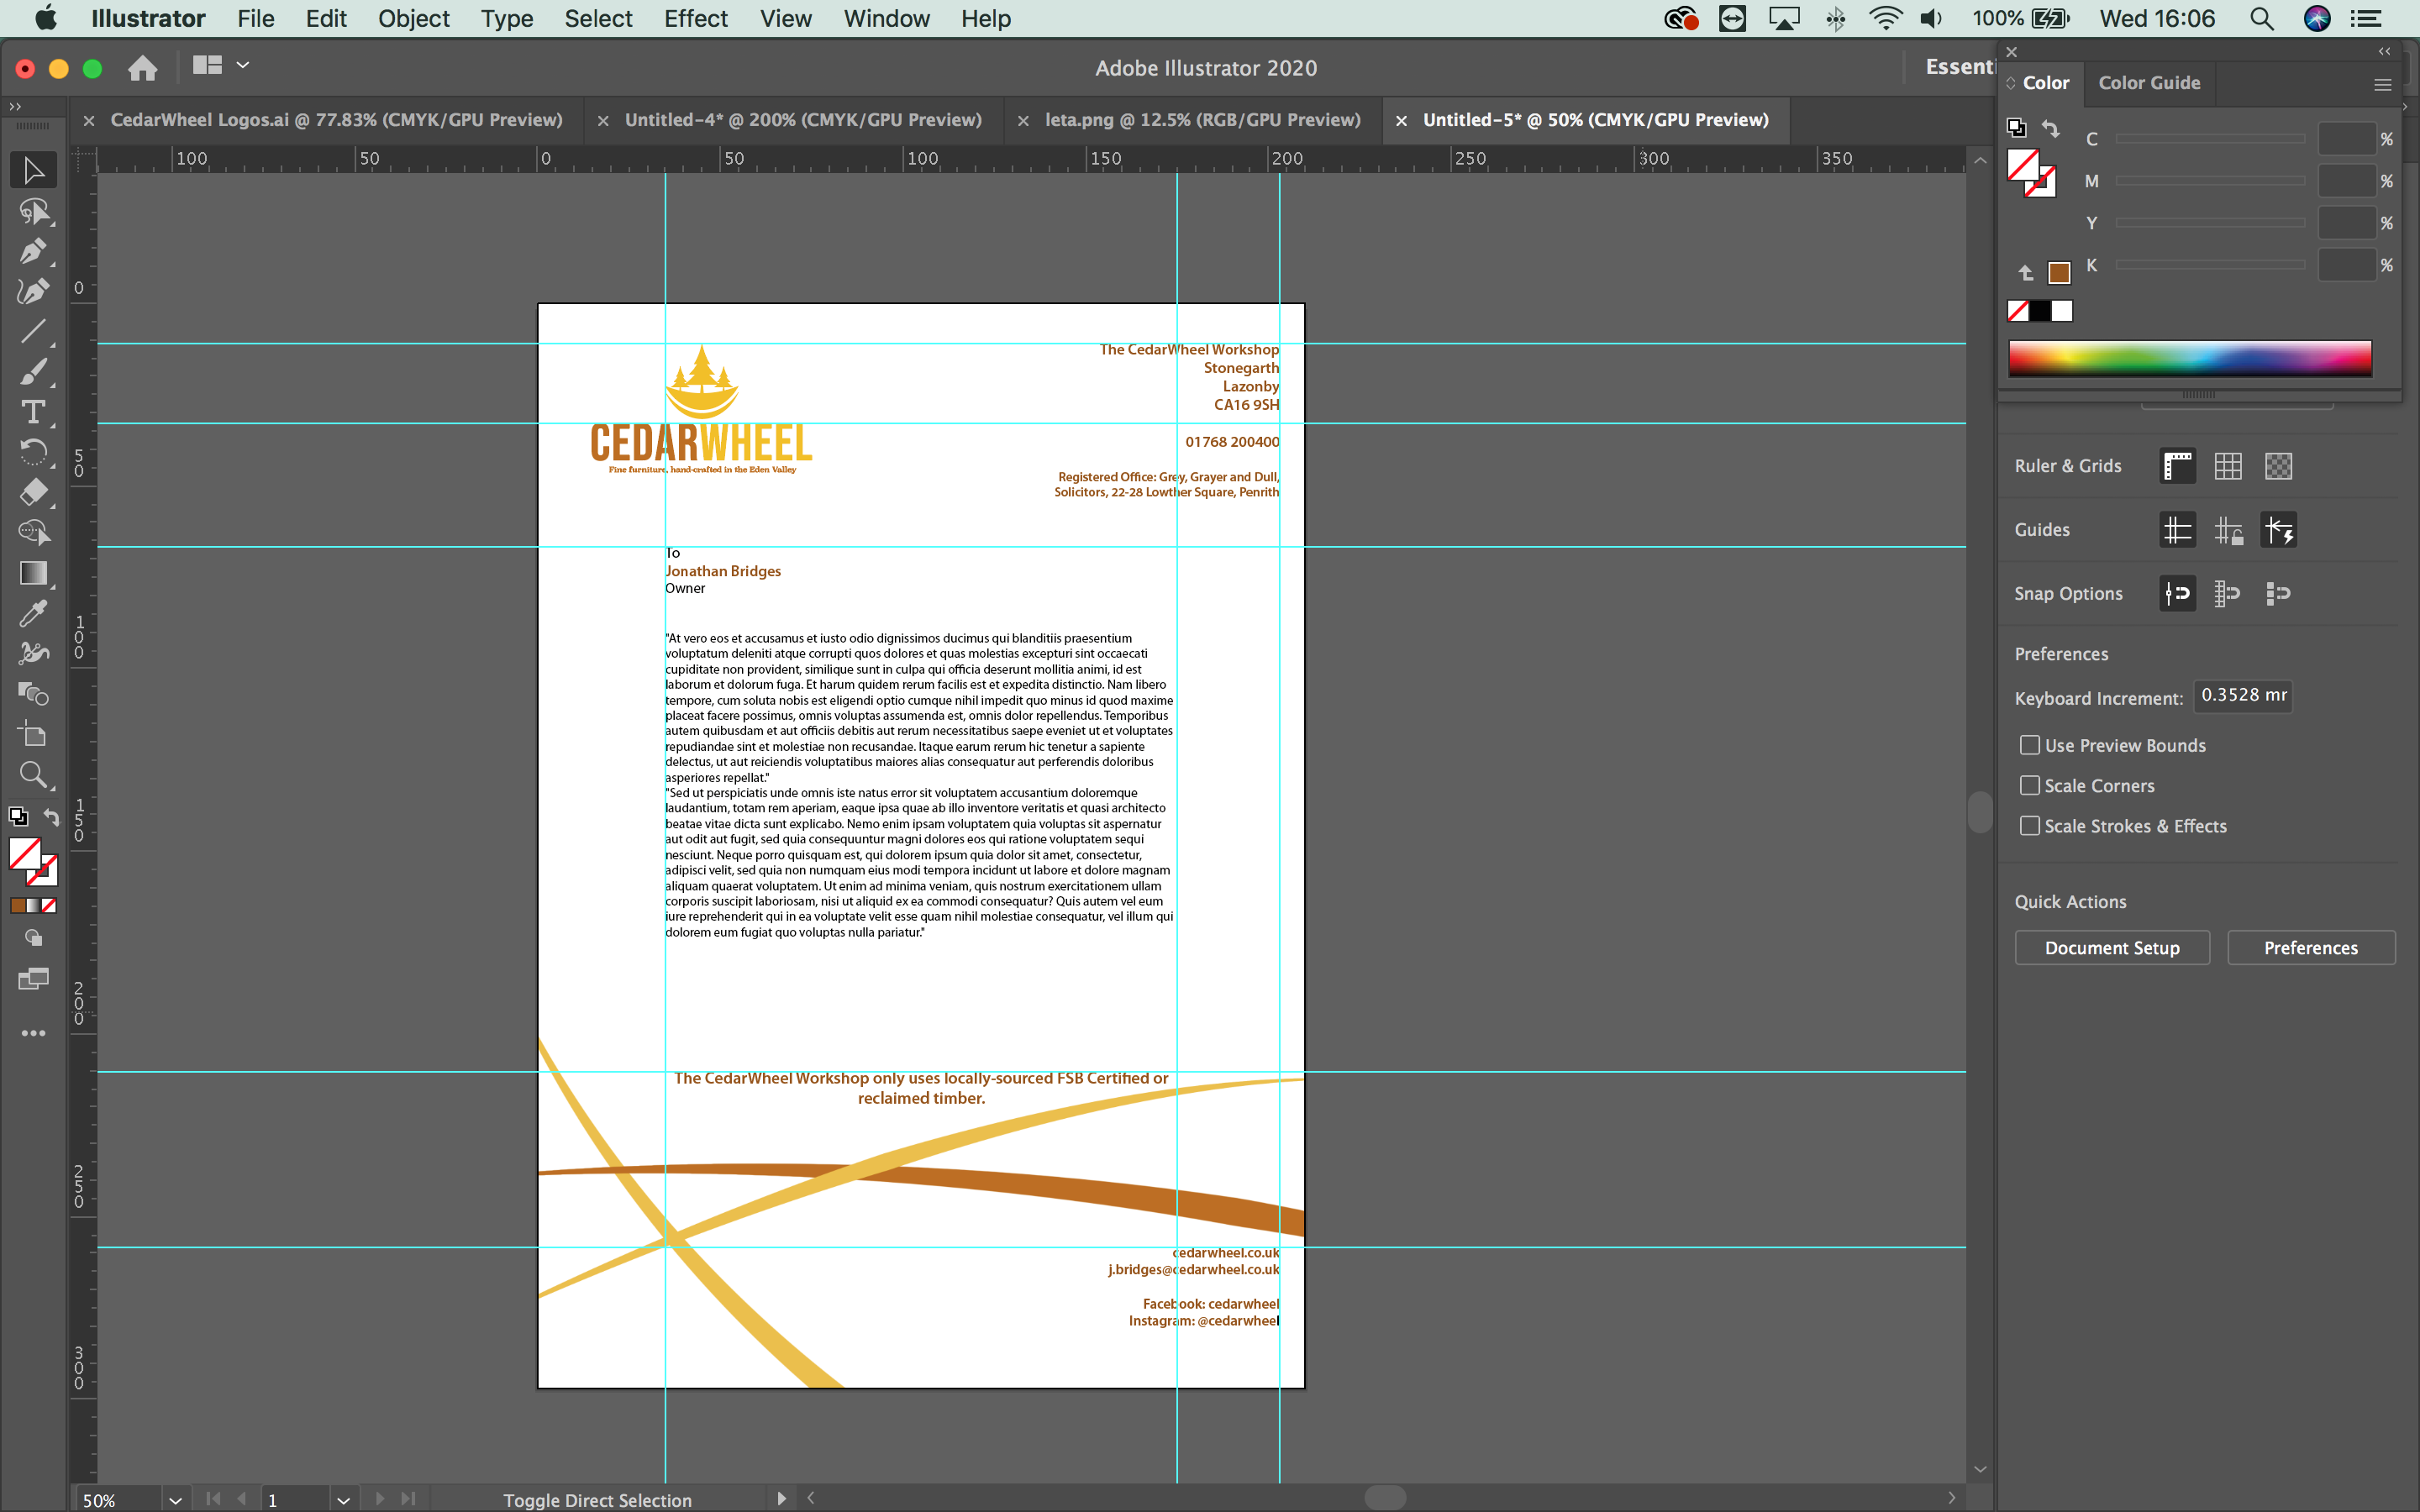 Illustrator File Edit Object Type Select Effect View Window Help 100% Wed 16:06
Adobe Illustrator 2020
Essenti
CedarWheel Logos.ai @ 77.83% (CMYK/GPU Preview) Untitled-4* @ 200% (CMYK/GPU Preview) leta.png @ 12.5% (RGB/GPU Preview) Untitled-5* @ 50% (CMYK/GPU Preview)
100 50 0 50 100 150 200 250 300 350
0
50
100
150
200
250
300
The CedarWheel Workshop
Stonegarth
Lazonby
CA16 9SH
01768 200400
Registered Office: Grey, Grayer and Dull,
Solicitors, 22-28 Lowther Square, Penrith
CEDARWHEEL
Fine furniture, hand-crafted in the Eden Valley
To
Jonathan Bridges
Owner
"At vero eos et accusamus et iusto odio dignissimos ducimus qui blanditiis praesentium
voluptatum deleniti atque corrupti quos dolores et quas molestias excepturi sint occaecati
cupiditate non provident, similique sunt in culpa qui officia deserunt mollitia animi, id est
laborum et dolorum fuga. Et harum quidem rerum facilis est et expedita distinctio. Nam libero
tempore, cum soluta nobis est eligendi optio cumque nihil impedit quo minus id quod maxime
placeat facere possimus, omnis voluptas assumenda est, omnis dolor repellendus. Temporibus
autem quibusdam et aut officiis debitis aut rerum necessitatibus saepe eveniet ut et voluptates
repudiandae sint et molestiae non recusandae. Itaque earum rerum hic tenetur a sapiente
delectus, ut aut reiciendis voluptatibus maiores alias consequatur aut perferendis doloribus
asperiores repellat."
"Sed ut perspiciatis unde omnis iste natus error sit voluptatem accusantium doloremque
laudantium, totam rem aperiam, eaque ipsa quae ab illo inventore veritatis et quasi architecto
beatae vitae dicta sunt explicabo. Nemo enim ipsam voluptatem quia voluptas sit aspernatur
aut odit aut fugit, sed quia consequuntur magni dolores eos qui ratione voluptatem sequi
nesciunt. Neque porro quisquam est, qui dolorem ipsum quia dolor sit amet, consectetur,
adipisci velit, sed quia non numquam eius modi tempora incidunt ut labore et dolore magnam
aliquam quaerat voluptatem. Ut enim ad minima veniam, quis nostrum exercitationem ullam
corporis suscipit laboriosam, nisi ut aliquid ex ea commodi consequatur? Quis autem vel eum
iure reprehenderit qui in ea voluptate velit esse quam nihil molestiae consequatur, vel illum qui
dolorem eum fugiat quo voluptas nulla pariatur."
The CedarWheel Workshop only uses locally-sourced FSB Certified or
reclaimed timber.
cedarwheel.co.uk
j.bridges@cedarwheel.co.uk
Facebook: cedarwheel
Instagram: @cedarwheel
50% 1 Toggle Direct Selection
Color Color Guide
C %
M %
Y %
K %
Ruler & Grids
Guides
Snap Options
Preferences
Keyboard Increment: 0.3528 mr
Use Preview Bounds
Scale Corners
Scale Strokes & Effects
Quick Actions
Document Setup Preferences